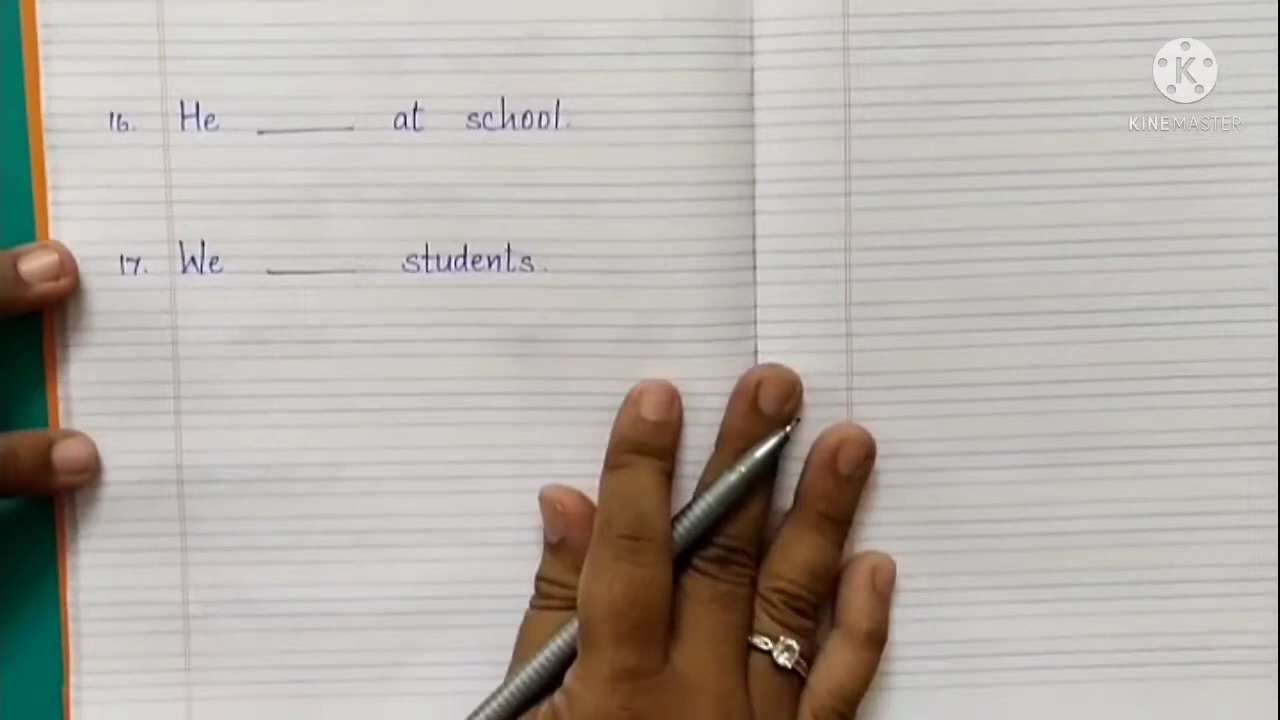 16. He ______ at school.
17. We ______ students.
K
KINEMASTER